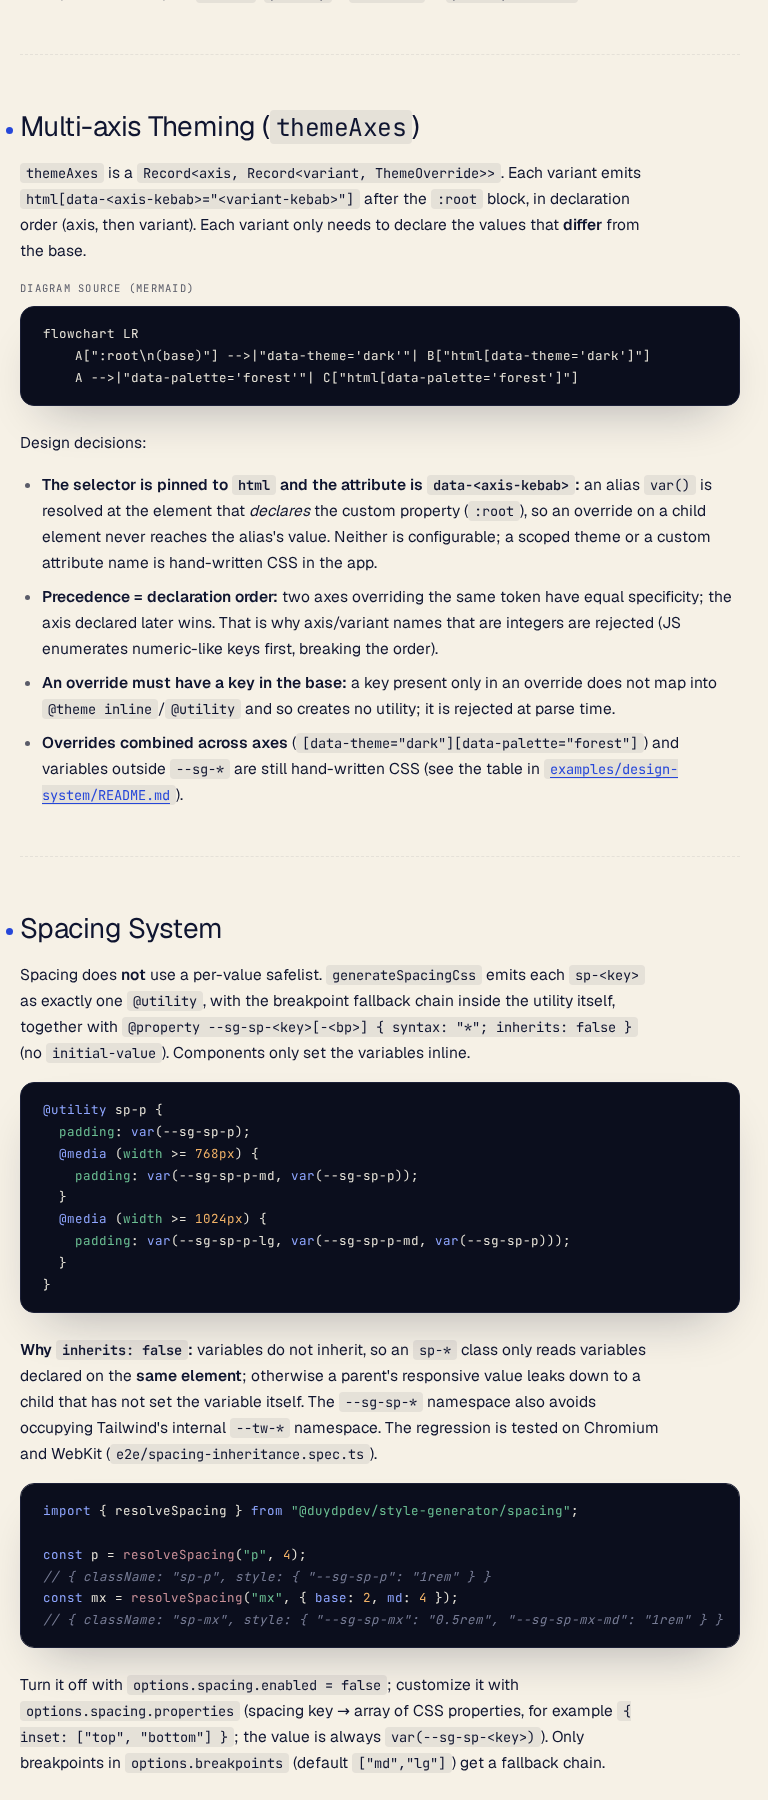 Multi-axis Theming (themeAxes)
themeAxes is a Record<axis, Record<variant, ThemeOverride>>. Each variant emits
html[data-<axis-kebab>="<variant-kebab>"] after the :root block, in declaration
order (axis, then variant). Each variant only needs to declare the values that differ from
the base.
DIAGRAM SOURCE (MERMAID)
flowchart LR
    A[":root\n(base)"] -->|"data-theme='dark'"| B["html[data-theme='dark']"]
    A -->|"data-palette='forest'"| C["html[data-palette='forest']"]
Design decisions:
• The selector is pinned to html and the attribute is data-<axis-kebab>: an alias var() is
resolved at the element that declares the custom property (:root), so an override on a child
element never reaches the alias's value. Neither is configurable; a scoped theme or a custom
attribute name is hand-written CSS in the app.
• Precedence = declaration order: two axes overriding the same token have equal specificity; the
axis declared later wins. That is why axis/variant names that are integers are rejected (JS
enumerates numeric-like keys first, breaking the order).
• An override must have a key in the base: a key present only in an override does not map into
@theme inline/@utility and so creates no utility; it is rejected at parse time.
• Overrides combined across axes ([data-theme="dark"][data-palette="forest"]) and
variables outside --sg-* are still hand-written CSS (see the table in examples/design-
system/README.md).
Spacing System
Spacing does not use a per-value safelist. generateSpacingCss emits each sp-<key>
as exactly one @utility, with the breakpoint fallback chain inside the utility itself,
together with @property --sg-sp-<key>[-<bp>] { syntax: "*"; inherits: false }
(no initial-value). Components only set the variables inline.
@utility sp-p {
  padding: var(--sg-sp-p);
  @media (width >= 768px) {
    padding: var(--sg-sp-p-md, var(--sg-sp-p));
  }
  @media (width >= 1024px) {
    padding: var(--sg-sp-p-lg, var(--sg-sp-p-md, var(--sg-sp-p)));
  }
}
Why inherits: false: variables do not inherit, so an sp-* class only reads variables
declared on the same element; otherwise a parent's responsive value leaks down to a
child that has not set the variable itself. The --sg-sp-* namespace also avoids
occupying Tailwind's internal --tw-* namespace. The regression is tested on Chromium
and WebKit (e2e/spacing-inheritance.spec.ts).
import { resolveSpacing } from "@duydpdev/style-generator/spacing";
const p = resolveSpacing("p", 4);
// { className: "sp-p", style: { "--sg-sp-p": "1rem" } }
const mx = resolveSpacing("mx", { base: 2, md: 4 });
// { className: "sp-mx", style: { "--sg-sp-mx": "0.5rem", "--sg-sp-mx-md": "1rem" } }
Turn it off with options.spacing.enabled = false; customize it with
options.spacing.properties (spacing key → array of CSS properties, for example {
inset: ["top", "bottom"] }; the value is always var(--sg-sp-<key>)). Only
breakpoints in options.breakpoints (default ["md","lg"]) get a fallback chain.